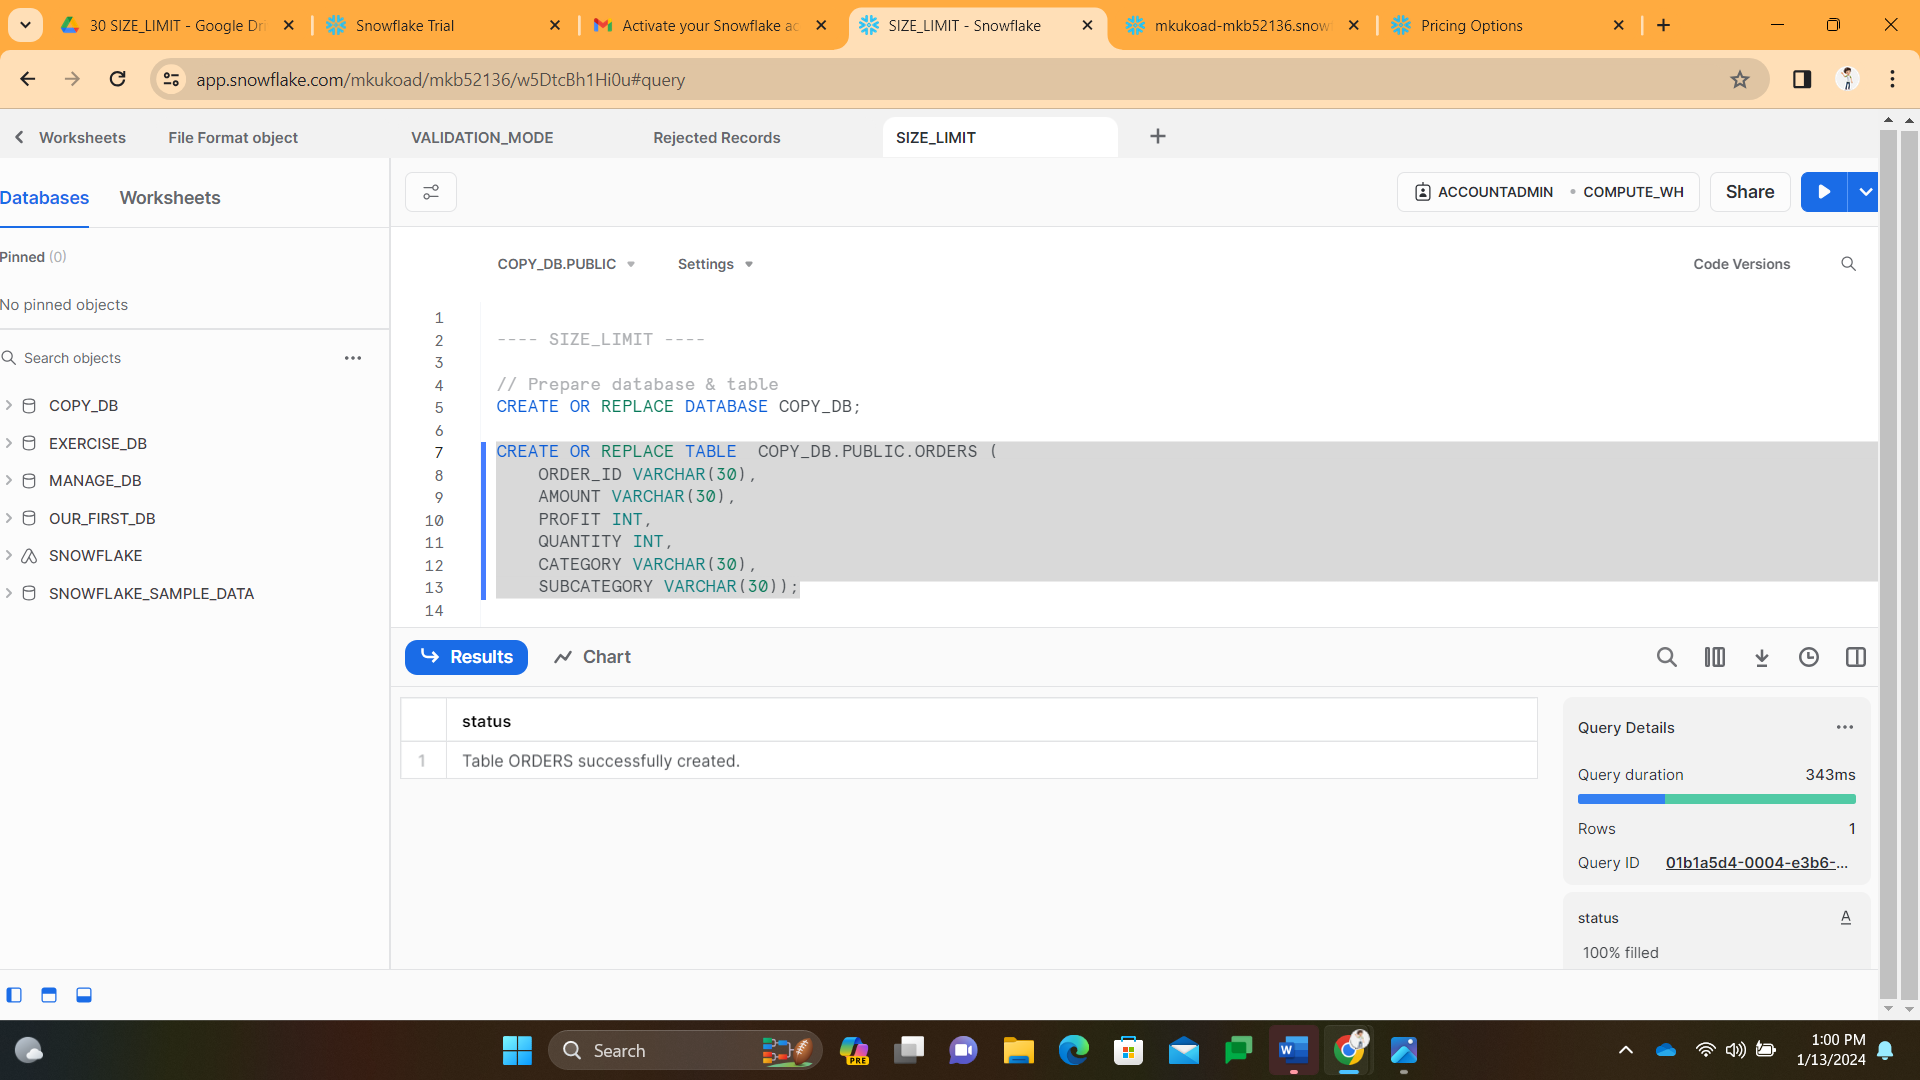 30 SIZE_LIMIT - Google Dri
Snowflake Trial
Activate your Snowflake ac
SIZE_LIMIT - Snowflake
mkukoad-mkb52136.snowf
Pricing Options
app.snowflake.com/mkukoad/mkb52136/w5DtcBh1Hi0u#query
Worksheets
File Format object
VALIDATION_MODE
Rejected Records
SIZE_LIMIT
Databases
Worksheets
ACCOUNTADMIN
COMPUTE_WH
Share
Pinned (0)
No pinned objects
Search objects
COPY_DB
EXERCISE_DB
MANAGE_DB
OUR_FIRST_DB
SNOWFLAKE
SNOWFLAKE_SAMPLE_DATA
COPY_DB.PUBLIC
Settings
Code Versions
1
2 ---- SIZE_LIMIT ----
3
4 // Prepare database & table
5 CREATE OR REPLACE DATABASE COPY_DB;
6
7 CREATE OR REPLACE TABLE  COPY_DB.PUBLIC.ORDERS (
8 ORDER_ID VARCHAR(30),
9 AMOUNT VARCHAR(30),
10 PROFIT INT,
11 QUANTITY INT,
12 CATEGORY VARCHAR(30),
13 SUBCATEGORY VARCHAR(30));
14
Results
Chart
status
1 Table ORDERS successfully created.
Query Details
Query duration 343ms
Rows 1
Query ID 01b1a5d4-0004-e3b6-...
status A
100% filled
Search
PRE
W
1:00 PM
1/13/2024